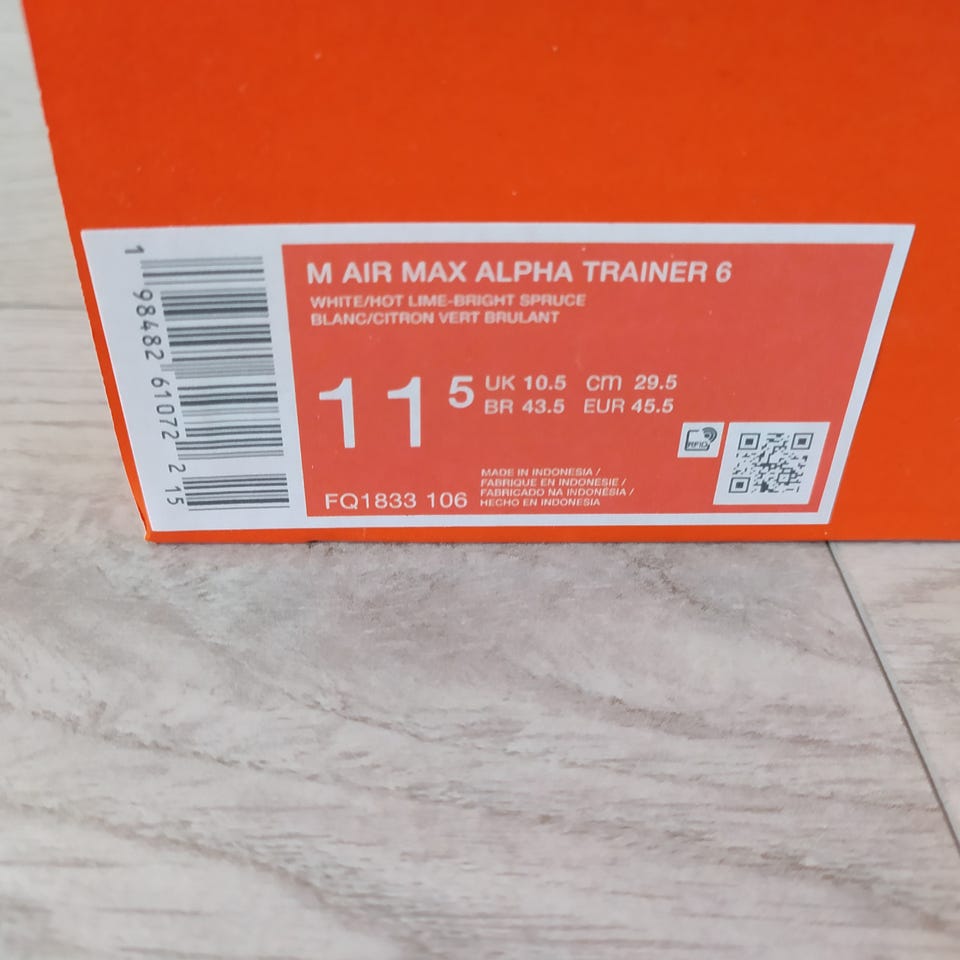 1 98482 61072 2 15
M AIR MAX ALPHA TRAINER 6
WHITE/HOT LIME-BRIGHT SPRUCE
BLANC/CITRON VERT BRULANT
11 5 UK 10.5 cm 29.5
BR 43.5 EUR 45.5
RFID
MADE IN INDONESIA /
FABRIQUE EN INDONESIE /
FABRICADO NA INDONÉSIA /
FQ1833 106 HECHO EN INDONESIA